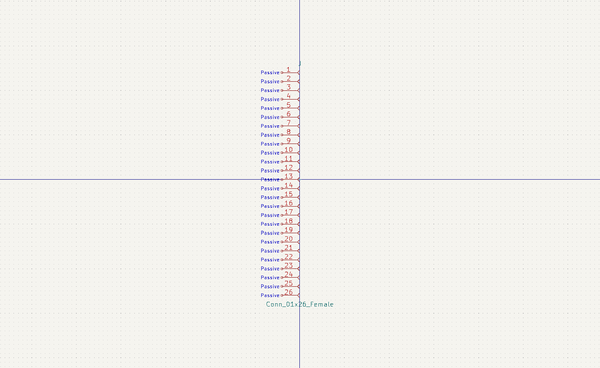 J
Passive 1
Passive 2
Passive 3
Passive 4
Passive 5
Passive 6
Passive 7
Passive 8
Passive 9
Passive 10
Passive 11
Passive 12
Passive 13
Passive 14
Passive 15
Passive 16
Passive 17
Passive 18
Passive 19
Passive 20
Passive 21
Passive 22
Passive 23
Passive 24
Passive 25
Passive 26
Conn_01x26_Female